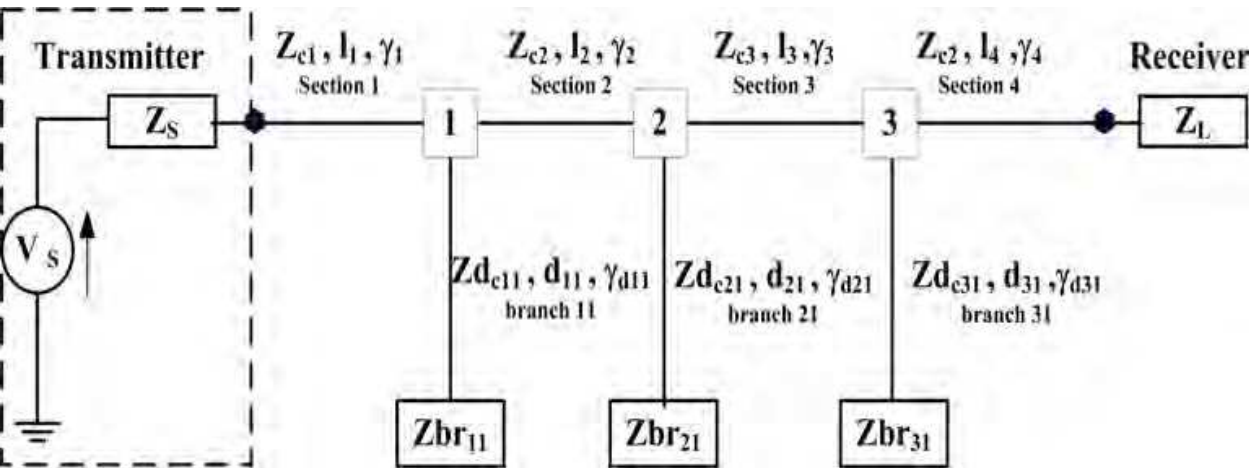 Transmitter
Z_c1, l_1, γ_1
Section 1
Z_c2, l_2, γ_2
Section 2
Z_c3, l_3, γ_3
Section 3
Z_c2, l_4, γ_4
Section 4
Receiver
Z_S
1
2
3
Z_L
V_S
Zd_c11, d_11, γ_d11
branch 11
Zd_c21, d_21, γ_d21
branch 21
Zd_c31, d_31, γ_d31
branch 31
Zbr_11
Zbr_21
Zbr_31